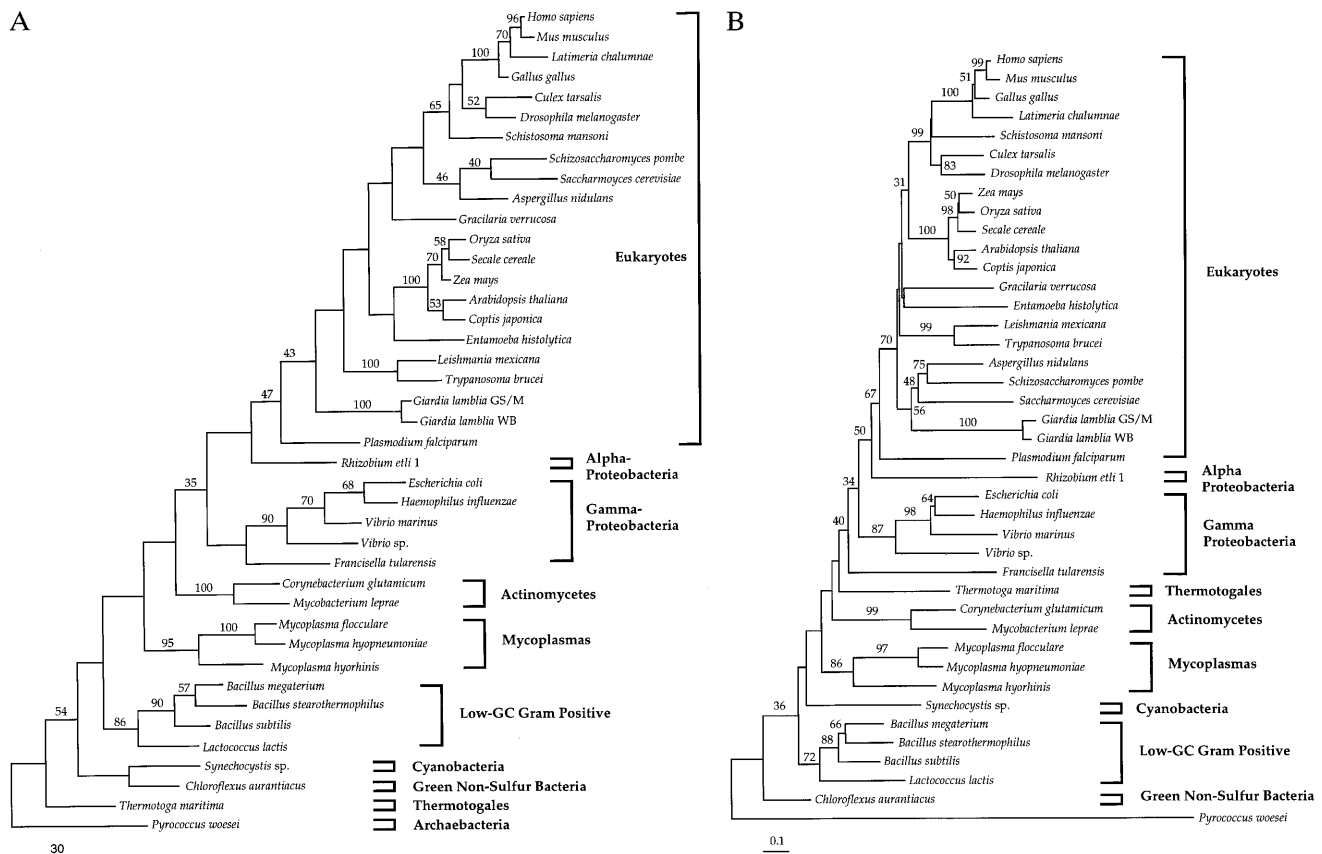 A
96
Homo sapiens
70
Mus musculus
100
Latimeria chalumnae
Gallus gallus
Culex tarsalis
65
52
Drosophila melanogaster
Schistosoma mansoni
40
Schizosaccharomyces pombe
46
Saccharmoyces cerevisiae
Aspergillus nidulans
Gracilaria verrucosa
58
Oryza sativa
Eukaryotes
70
Secale cereale
100
Zea mays
53
Arabidopsis thaliana
Coptis japonica
Entamoeba histolytica
43
Leishmania mexicana
100
Trypanosoma brucei
47
Giardia lamblia GS/M
100
Giardia lamblia WB
Plasmodium falciparum
Rhizobium etli 1
Alpha-
Proteobacteria
35
68
Escherichia coli
70
Haemophilus influenzae
Gamma-
Proteobacteria
90
Vibrio marinus
Vibrio sp.
Francisella tularensis
100
Corynebacterium glutamicum
Actinomycetes
Mycobacterium leprae
100
Mycoplasma flocculare
95
Mycoplasma hyopneumoniae
Mycoplasmas
Mycoplasma hyorhinis
57
Bacillus megaterium
90
Bacillus stearothermophilus
Low-GC Gram Positive
54
86
Bacillus subtilis
Lactococcus lactis
Synechocystis sp.
Cyanobacteria
Chloroflexus aurantiacus
Green Non-Sulfur Bacteria
Thermotoga maritima
Thermotogales
Pyrococcus woesei
Archaebacteria
30
B
99
Homo sapiens
51
Mus musculus
100
Gallus gallus
Latimeria chalumnae
99
Schistosoma mansoni
Culex tarsalis
83
Drosophila melanogaster
31
50
Zea mays
98
Oryza sativa
100
Secale cereale
Arabidopsis thaliana
92
Coptis japonica
Eukaryotes
Gracilaria verrucosa
Entamoeba histolytica
99
Leishmania mexicana
70
Trypanosoma brucei
75
Aspergillus nidulans
48
Schizosaccharomyces pombe
67
Saccharmoyces cerevisiae
56
100
Giardia lamblia GS/M
50
Giardia lamblia WB
Plasmodium falciparum
Rhizobium etli 1
Alpha
Proteobacteria
34
64
Escherichia coli
98
Haemophilus influenzae
Gamma
Proteobacteria
40
87
Vibrio marinus
Vibrio sp.
Francisella tularensis
Thermotoga maritima
Thermotogales
99
Corynebacterium glutamicum
Actinomycetes
Mycobacterium leprae
97
Mycoplasma flocculare
86
Mycoplasma hyopneumoniae
Mycoplasmas
Mycoplasma hyorhinis
36
Synechocystis sp.
Cyanobacteria
66
Bacillus megaterium
88
Bacillus stearothermophilus
Low-GC Gram Positive
72
Bacillus subtilis
Lactococcus lactis
Chloroflexus aurantiacus
Green Non-Sulfur Bacteria
Pyrococcus woesei
0.1